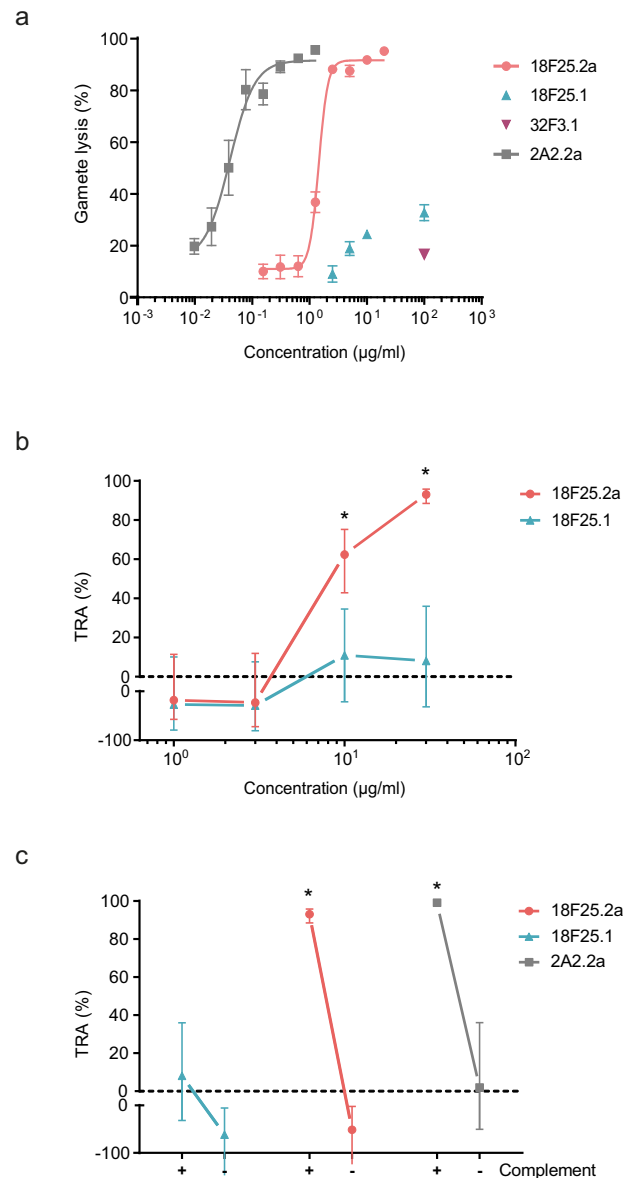 a
Gamete lysis (%)
100
80
60
40
20
0
10⁻³ 10⁻² 10⁻¹ 10⁰ 10¹ 10² 10³
Concentration (µg/ml)
18F25.2a
18F25.1
32F3.1
2A2.2a
b
TRA (%)
100
80
60
40
20
0
0
-100
* *
10⁰ 10¹ 10²
Concentration (µg/ml)
18F25.2a
18F25.1
c
TRA (%)
100
80
60
40
20
0
0
-100
* *
+ - + - + - Complement
18F25.2a
18F25.1
2A2.2a